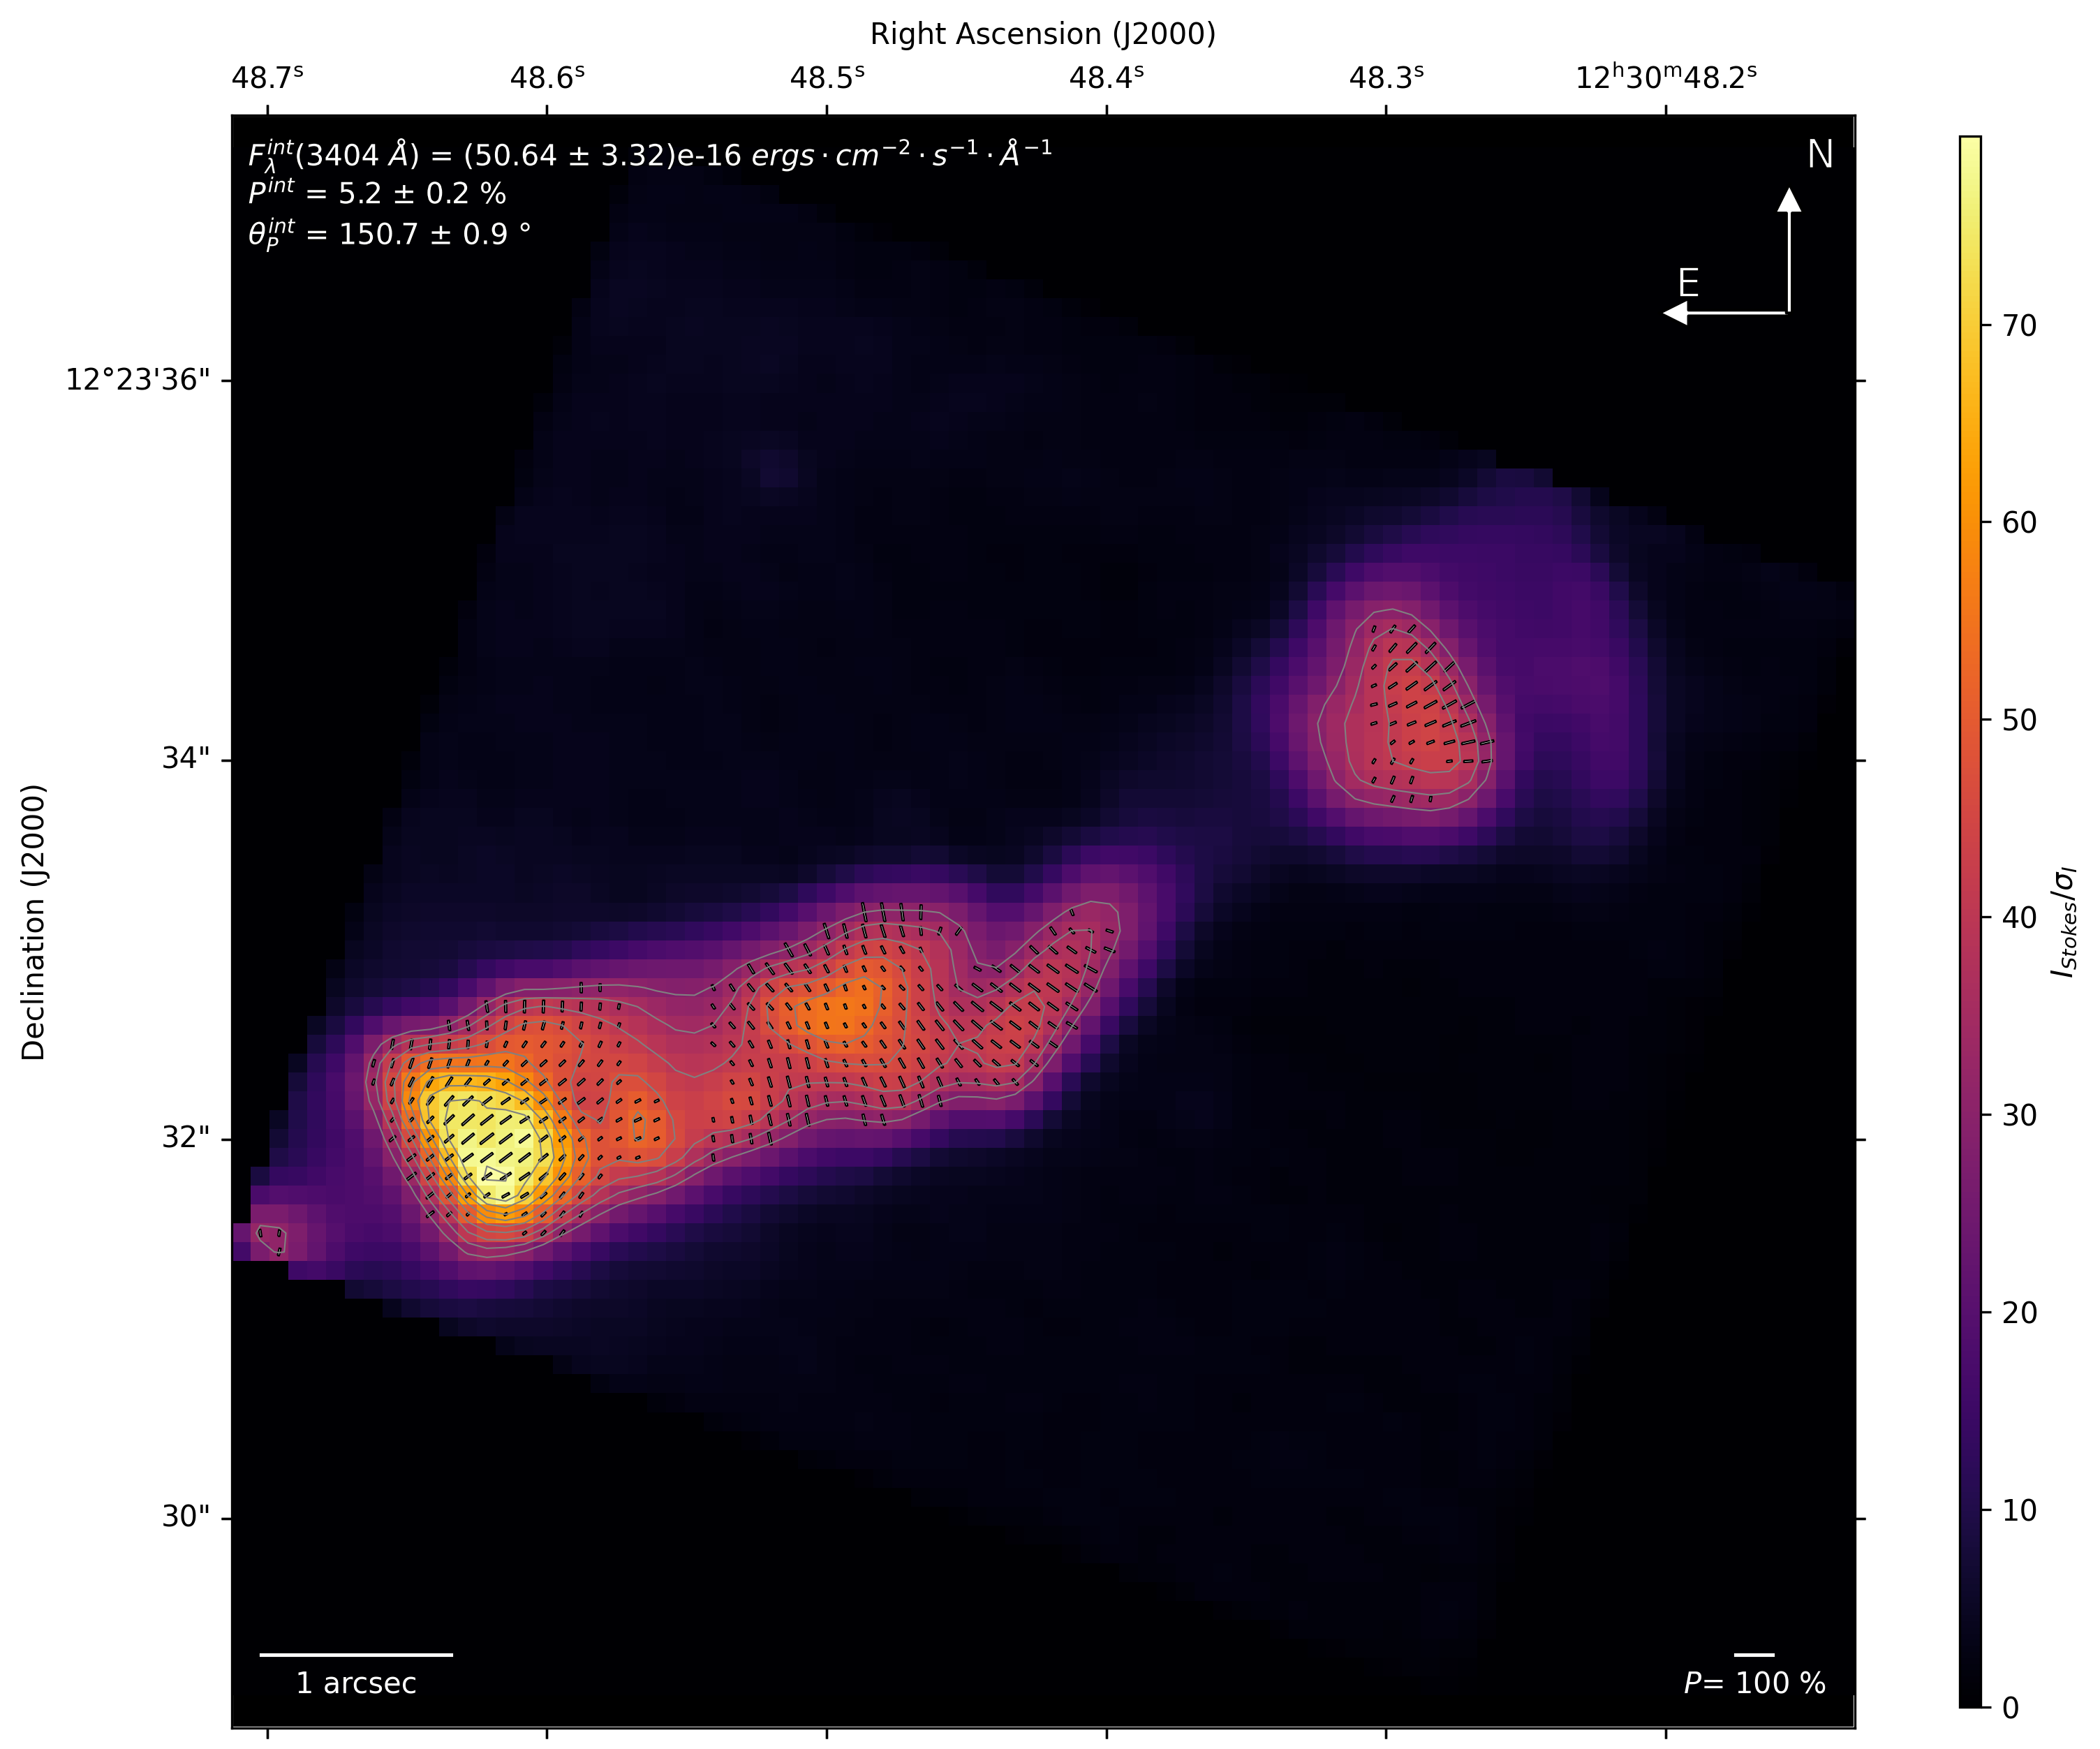 Right Ascension (J2000)
48.7ˢ 48.6ˢ 48.5ˢ 48.4ˢ 48.3ˢ 12ʰ30ᵐ48.2ˢ
F_λ^int(3404 Å) = (50.64 ± 3.32)e-16 ergs · cm⁻² · s⁻¹ · Å⁻¹
P^int = 5.2 ± 0.2 %
θ_P^int = 150.7 ± 0.9 °
N
E
12°23'36"
34"
32"
30"
Declination (J2000)
1 arcsec
P= 100 %
70
60
50
40
30
20
10
0
I_Stokes/σ_I